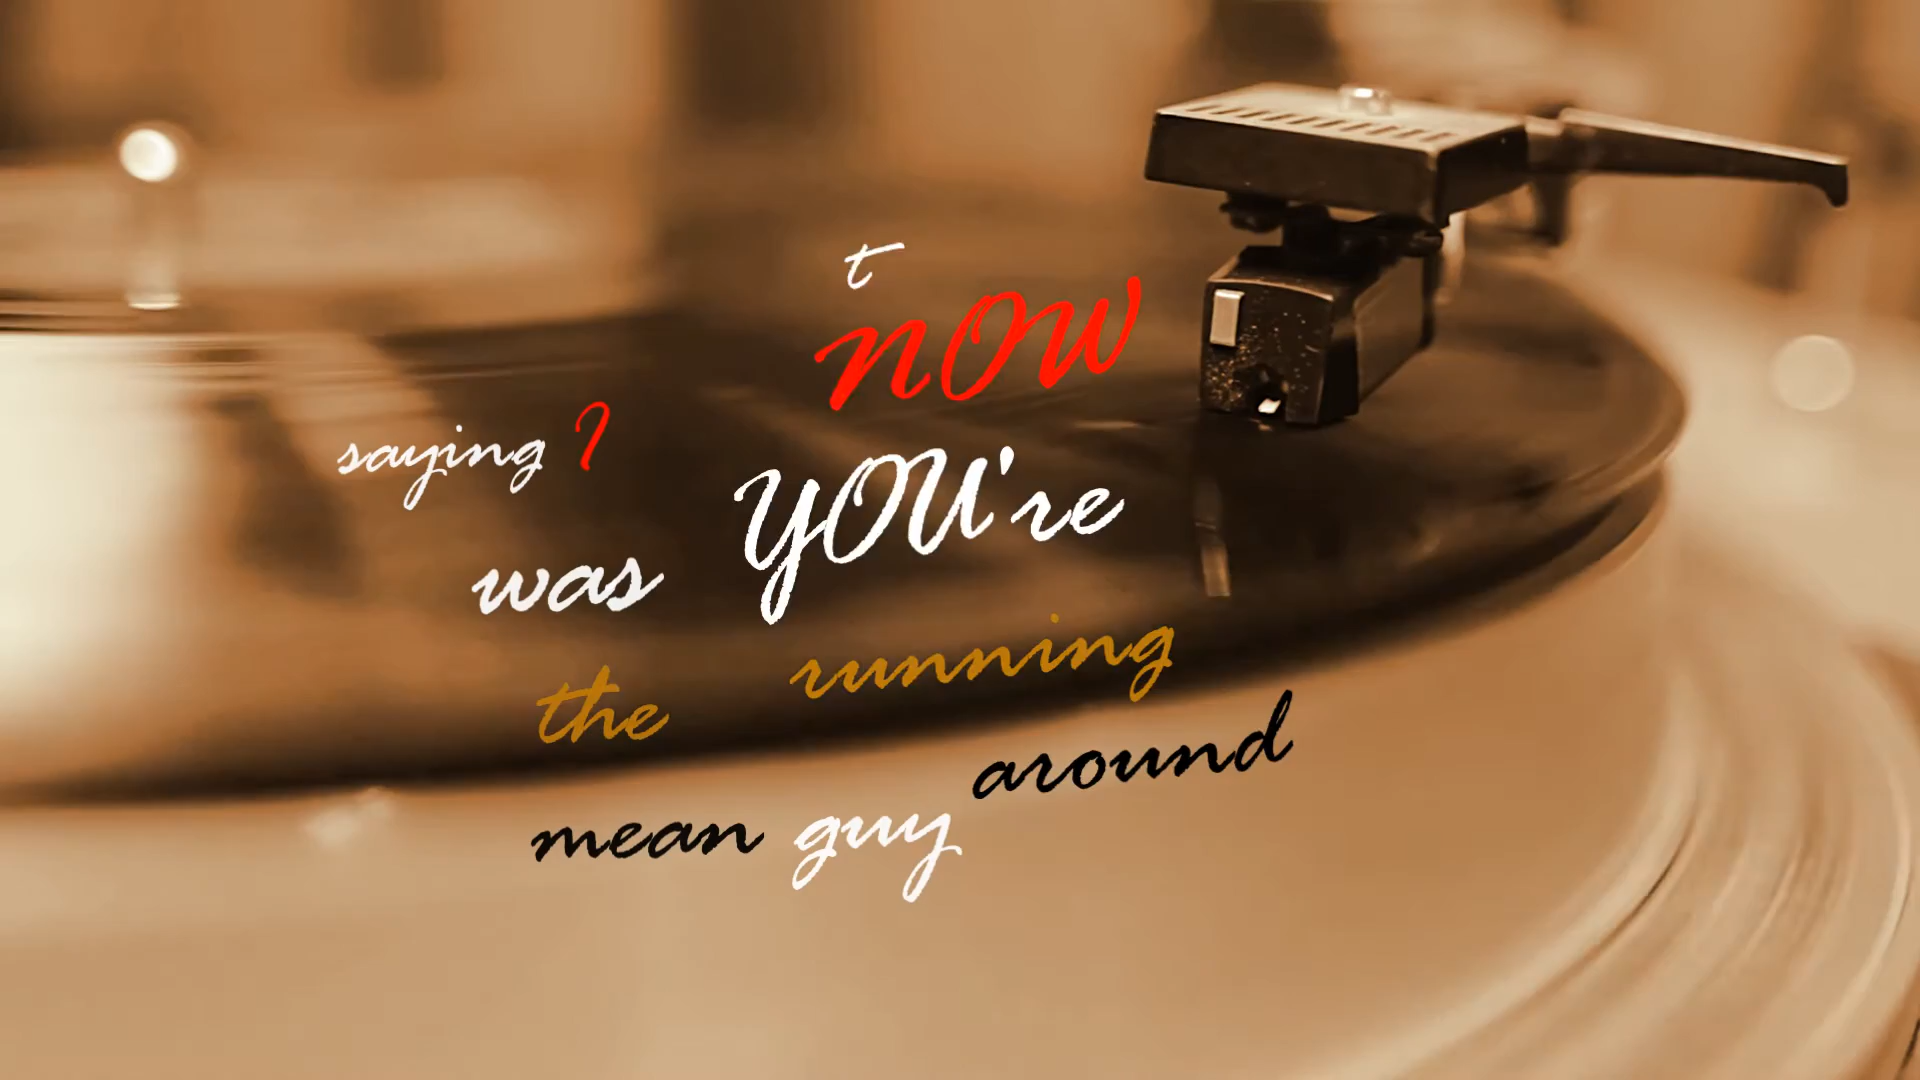 t
NOW
saying I
YOU're
was
running
the
around
mean guy